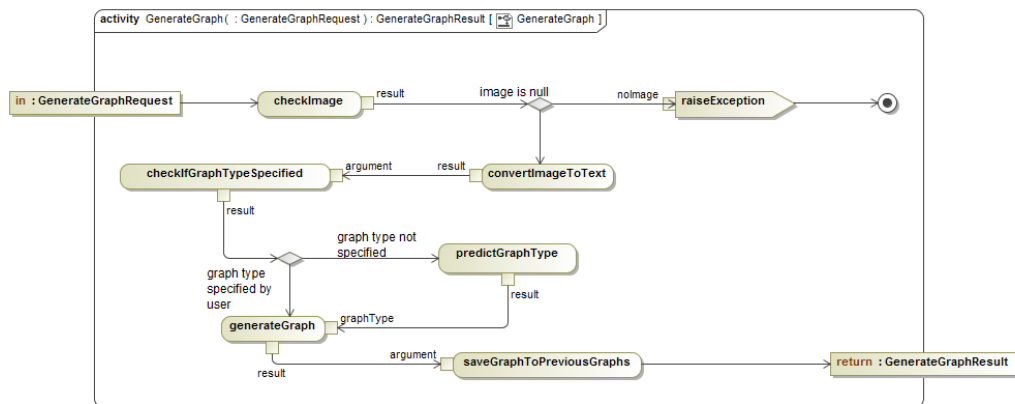 activity GenerateGraph( : GenerateGraphRequest ) : GenerateGraphResult [ GenerateGraph ]
in : GenerateGraphRequest
checkImage
result
image is null
noImage
raiseException
checkIfGraphTypeSpecified
argument
result
convertImageToText
result
graph type not
specified
predictGraphType
graph type
specified by
user
result
generateGraph
graphType
result
argument
saveGraphToPreviousGraphs
return : GenerateGraphResult